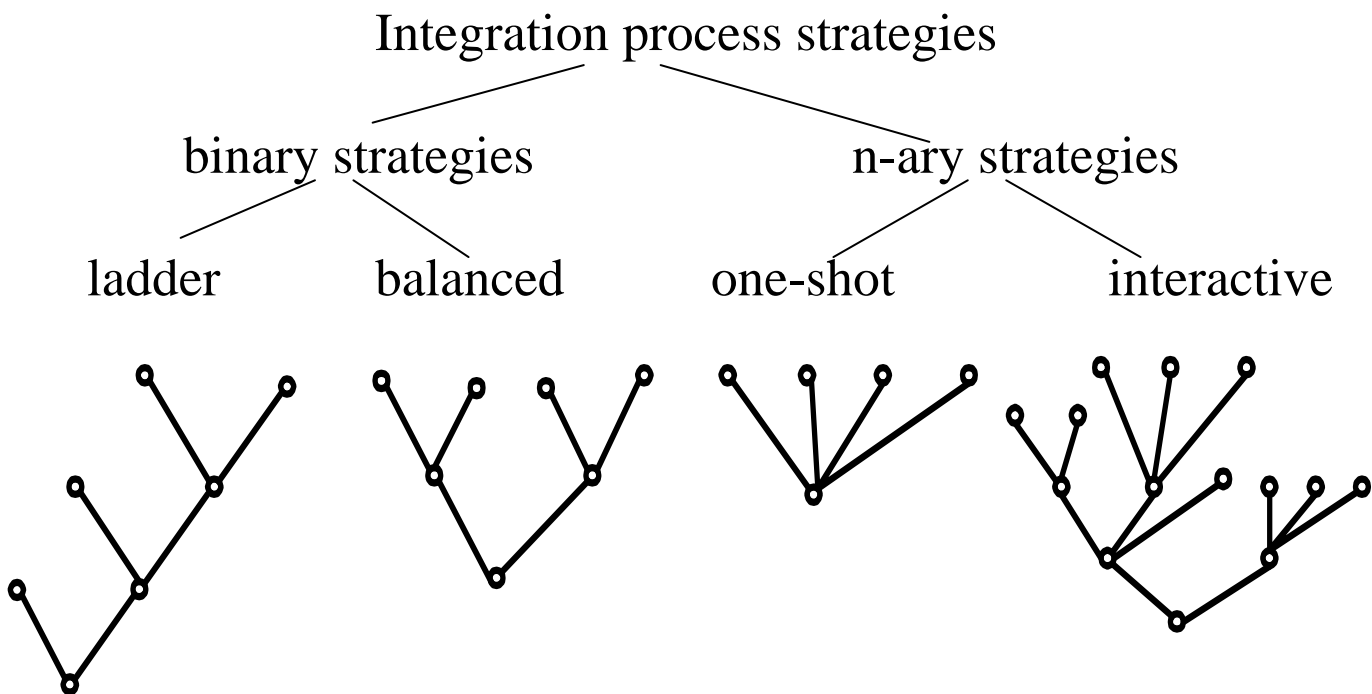 Integration process strategies
binary strategies
n-ary strategies
ladder
balanced
one-shot
interactive